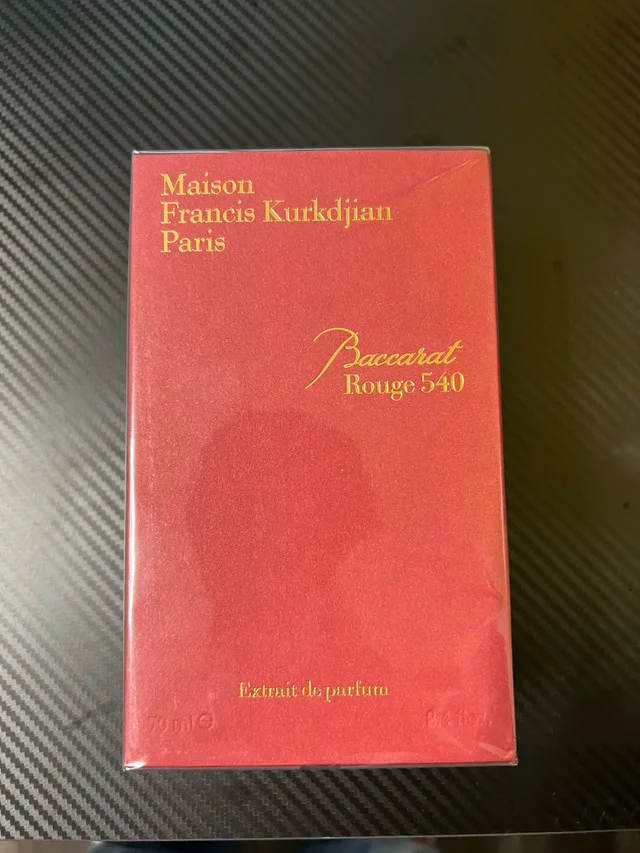 Maison
Francis Kurkdjian
Paris
Baccarat
Rouge 540
Extrait de parfum
70 ml ℮